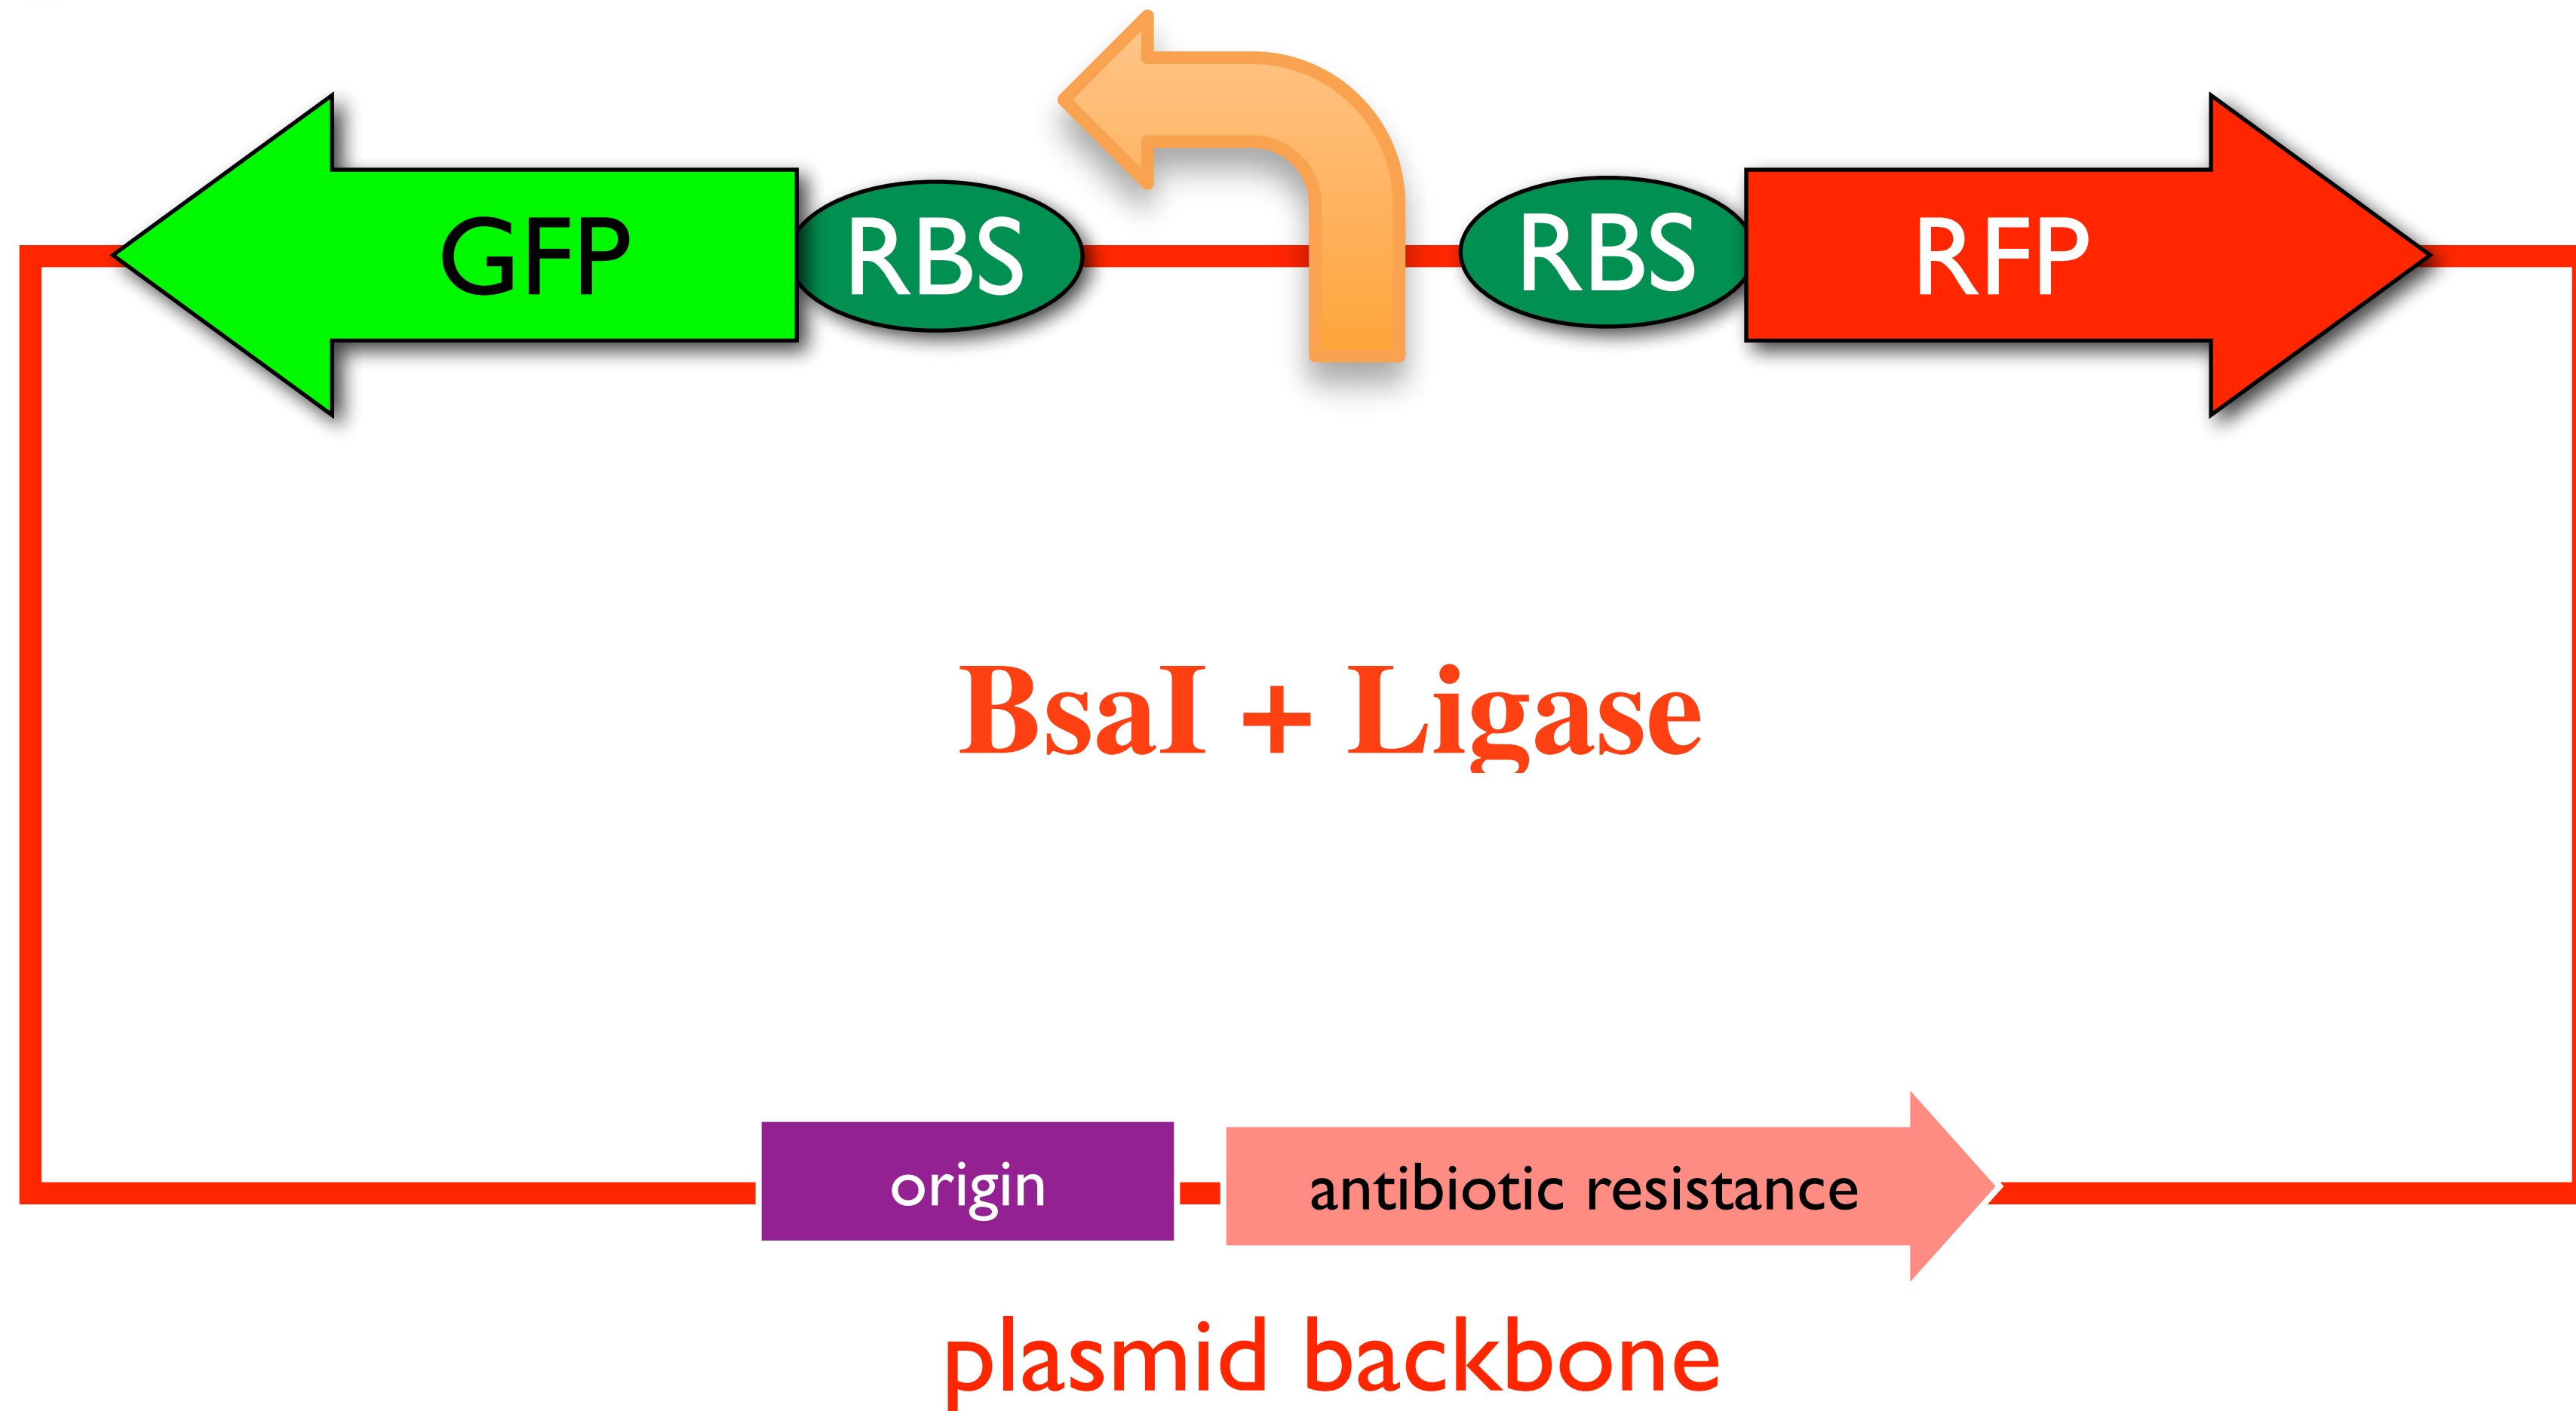 GFP
RBS
RBS
RFP
BsaI + Ligase
origin
antibiotic resistance
plasmid backbone